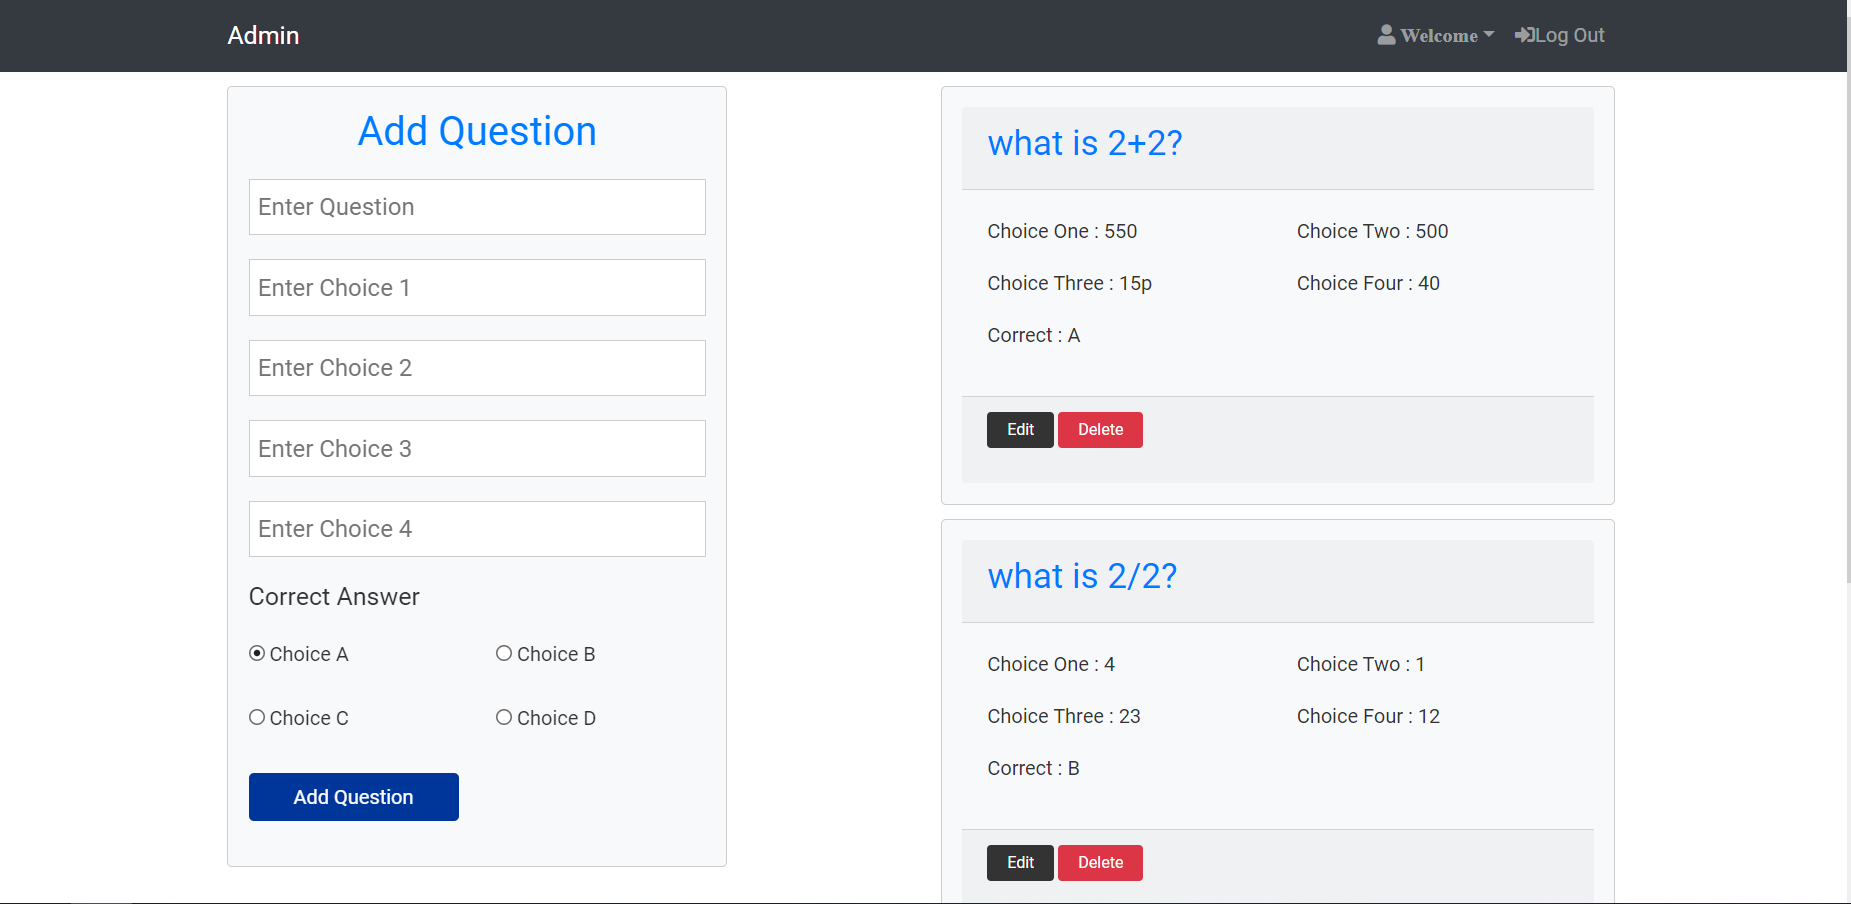 Admin
Welcome
Log Out
Add Question
Enter Question
Enter Choice 1
Enter Choice 2
Enter Choice 3
Enter Choice 4
Correct Answer
Choice A
Choice B
Choice C
Choice D
Add Question
what is 2+2?
Choice One : 550
Choice Two : 500
Choice Three : 15p
Choice Four : 40
Correct : A
Edit
Delete
what is 2/2?
Choice One : 4
Choice Two : 1
Choice Three : 23
Choice Four : 12
Correct : B
Edit
Delete